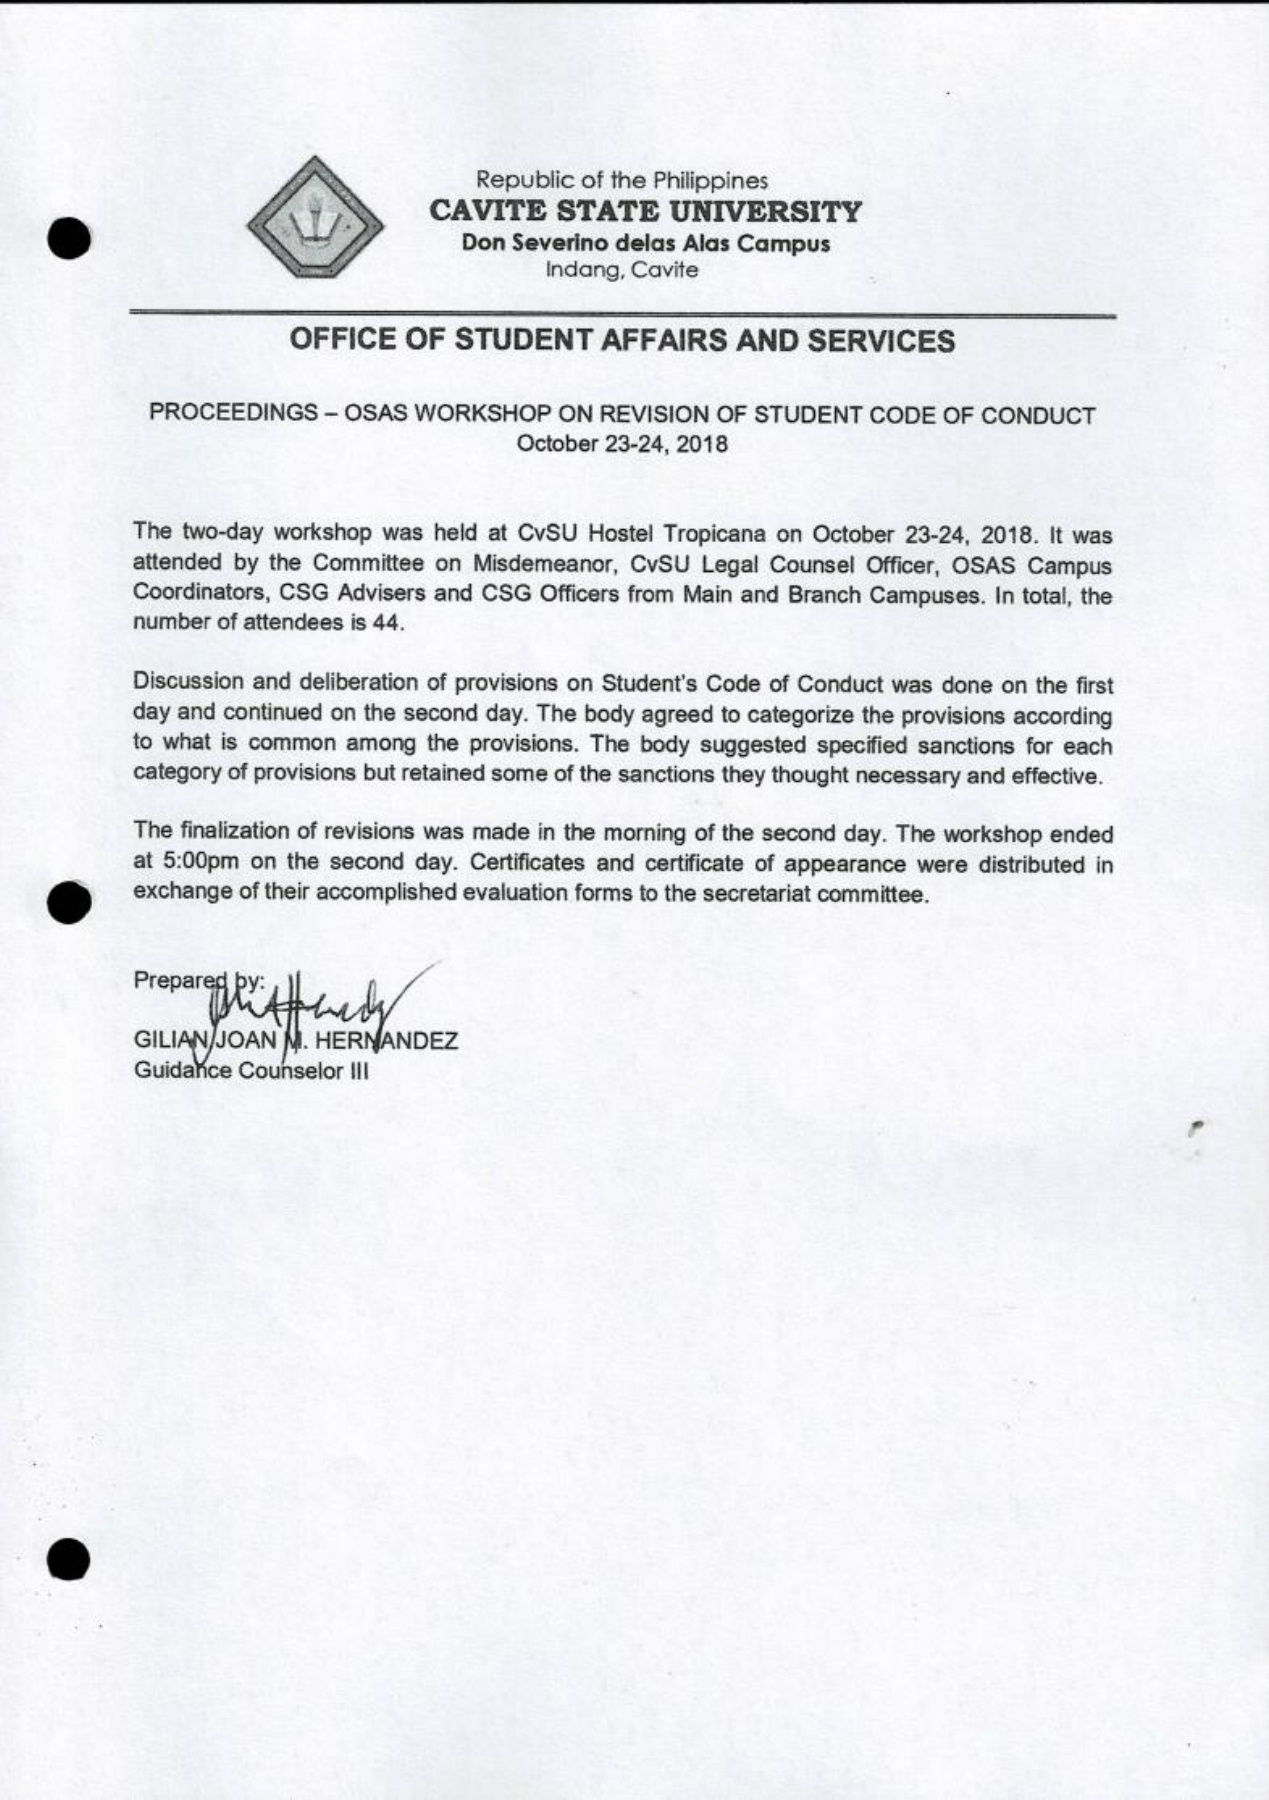 Republic of the Philippines
CAVITE STATE UNIVERSITY
Don Severino delas Alas Campus
Indang, Cavite
OFFICE OF STUDENT AFFAIRS AND SERVICES
PROCEEDINGS – OSAS WORKSHOP ON REVISION OF STUDENT CODE OF CONDUCT
October 23-24, 2018
The two-day workshop was held at CvSU Hostel Tropicana on October 23-24, 2018. It was
attended by the Committee on Misdemeanor, CvSU Legal Counsel Officer, OSAS Campus
Coordinators, CSG Advisers and CSG Officers from Main and Branch Campuses. In total, the
number of attendees is 44.
Discussion and deliberation of provisions on Student's Code of Conduct was done on the first
day and continued on the second day. The body agreed to categorize the provisions according
to what is common among the provisions. The body suggested specified sanctions for each
category of provisions but retained some of the sanctions they thought necessary and effective.
The finalization of revisions was made in the morning of the second day. The workshop ended
at 5:00pm on the second day. Certificates and certificate of appearance were distributed in
exchange of their accomplished evaluation forms to the secretariat committee.
Prepared by:
GILIAN JOAN M. HERNANDEZ
Guidance Counselor III